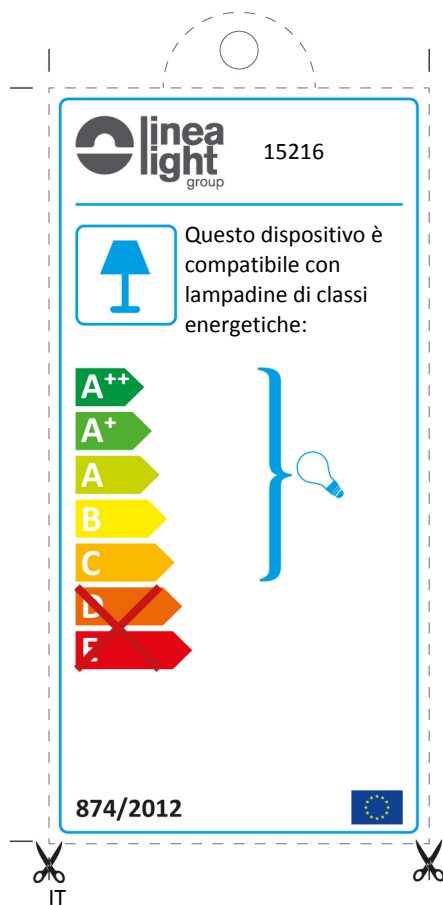 linea
light
group
15216
Questo dispositivo è
compatibile con
lampadine di classi
energetiche:
A++
A+
A
B
C
D
E
874/2012
IT